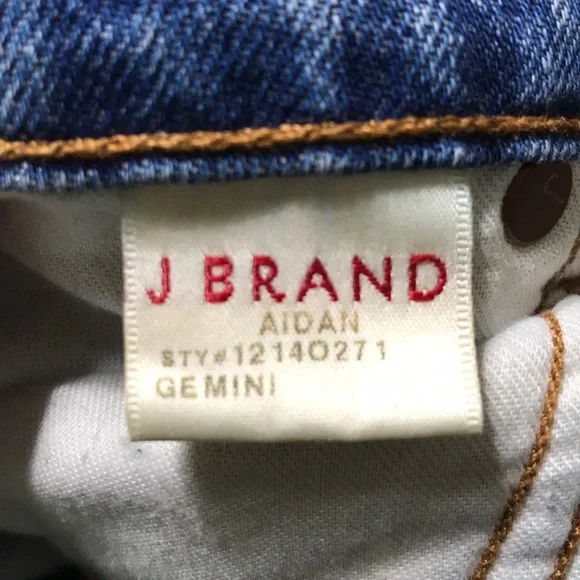 J BRAND
AIDAN
STY#12140271
GEMINI